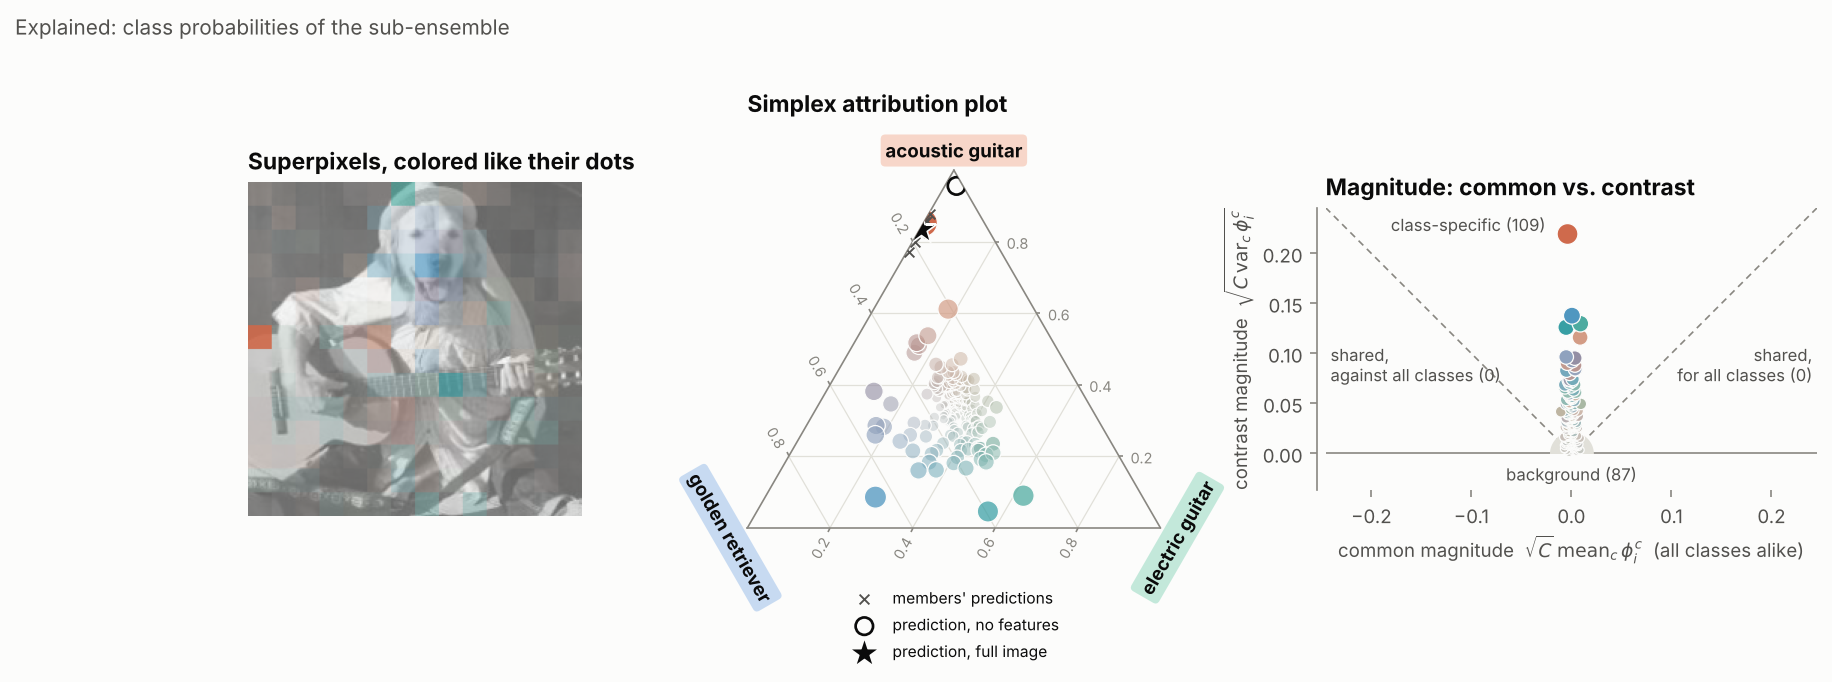 Explained: class probabilities of the sub-ensemble
Superpixels, colored like their dots
Simplex attribution plot
acoustic guitar
golden retriever
electric guitar
0.2
0.4
0.6
0.8
0.8
0.6
0.4
0.2
0.2
0.4
0.6
0.8
members' predictions
prediction, no features
prediction, full image
Magnitude: common vs. contrast
class-specific (109)
shared,
against all classes (0)
shared,
for all classes (0)
background (87)
contrast magnitude √C var_c ϕ_i^c
0.20
0.15
0.10
0.05
0.00
−0.2
−0.1
0.0
0.1
0.2
common magnitude √C mean_c ϕ_i^c (all classes alike)